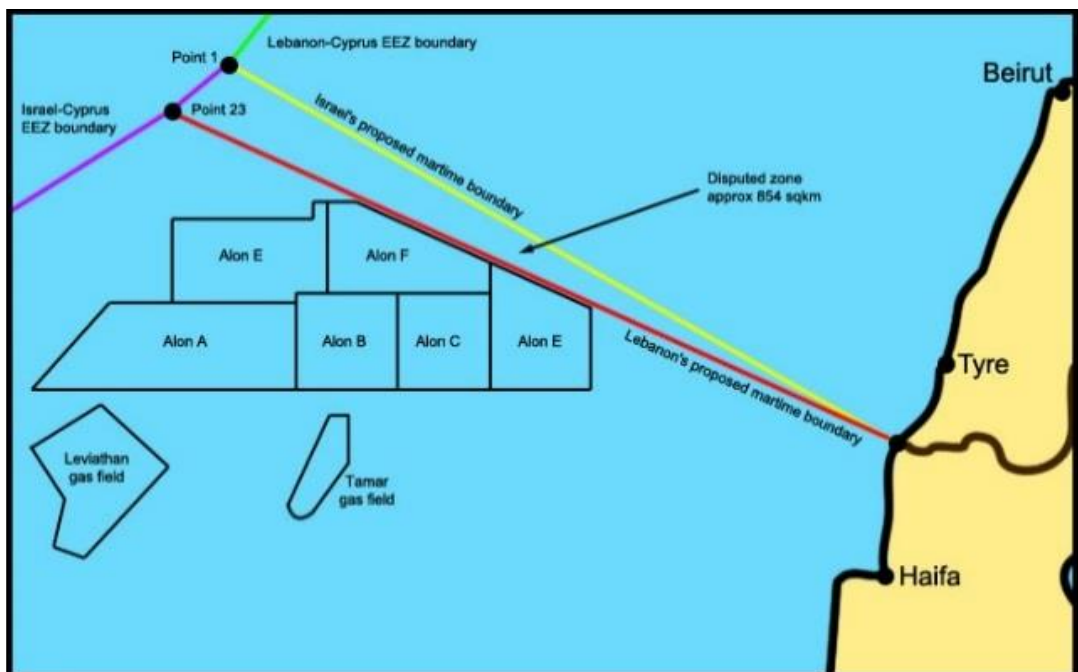 Lebanon-Cyprus EEZ boundary
Point 1
Beirut
Israel-Cyprus
EEZ boundary
Point 23
Israel's proposed martime boundary
Disputed zone
approx 854 sqkm
Alon E
Alon F
Alon A
Alon B
Alon C
Alon E
Lebanon's proposed martime boundary
Tyre
Leviathan
gas field
Tamar
gas field
Haifa